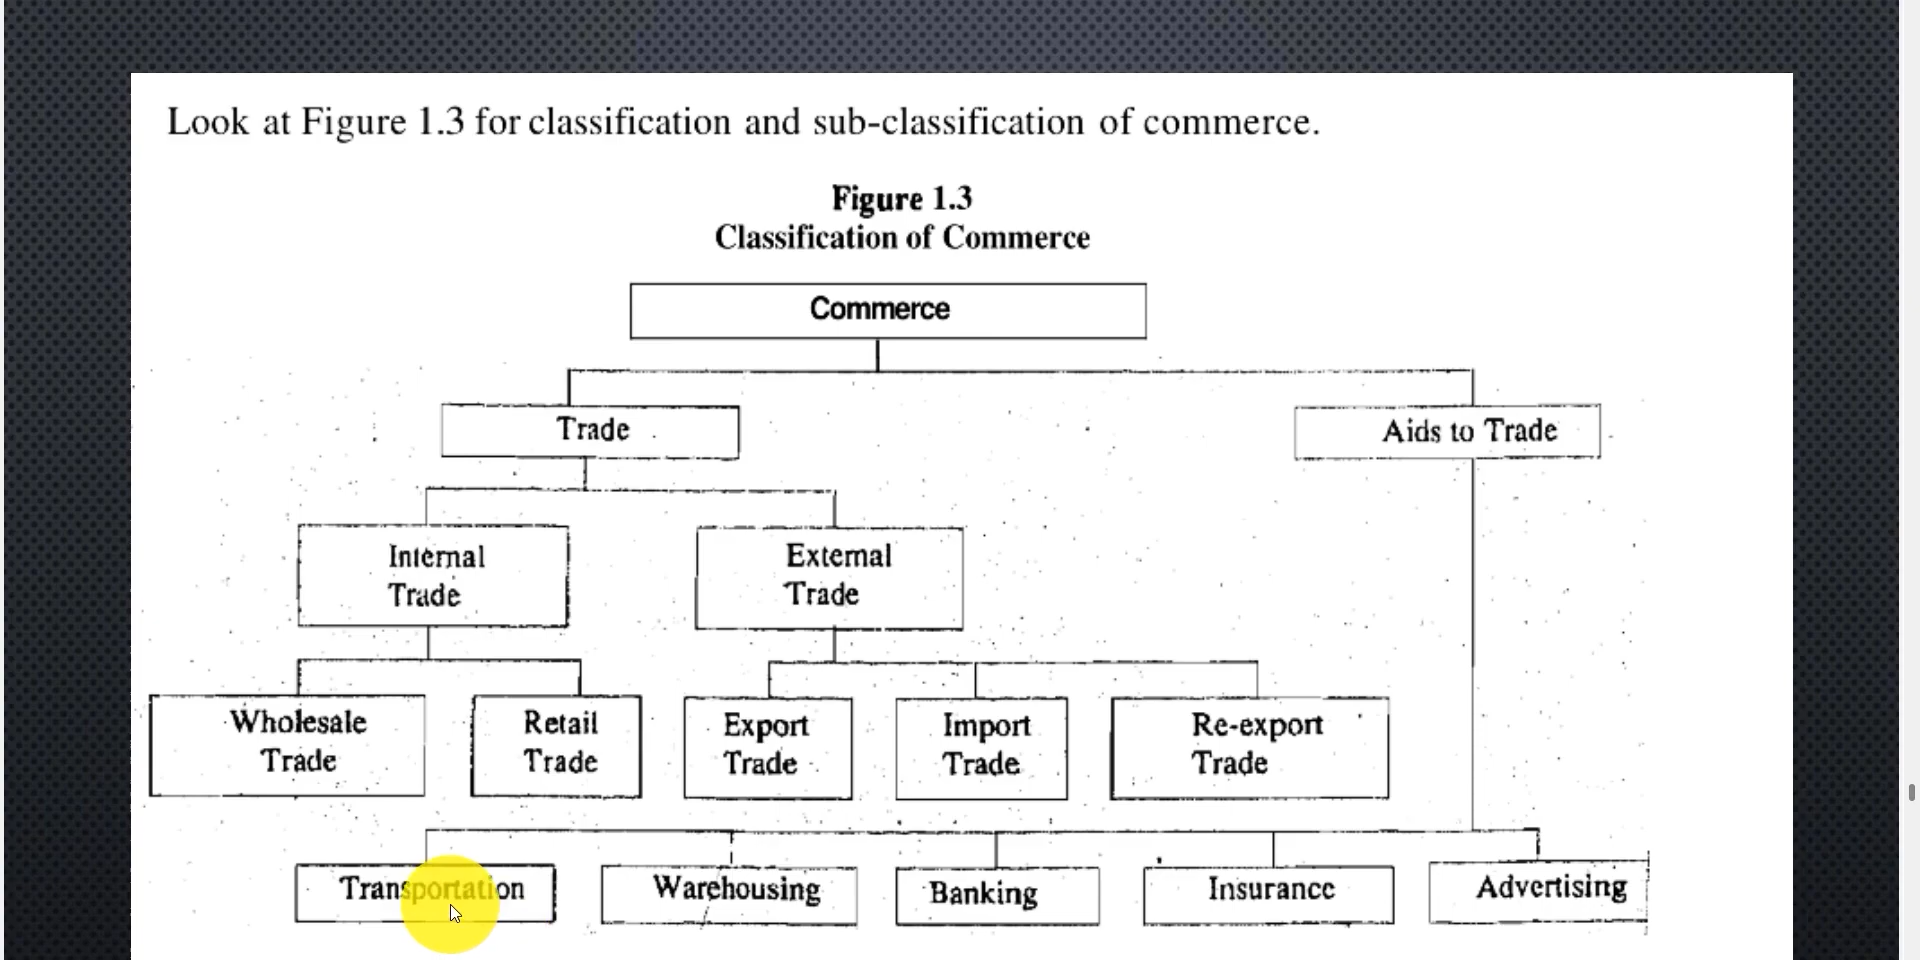 Look at Figure 1.3 for classification and sub-classification of commerce.
Figure 1.3
Classification of Commerce
Commerce
Trade
Aids to Trade
Internal
Trade
External
Trade
Wholesale
Trade
Retail
Trade
Export
Trade
Import
Trade
Re-export
Trade
Transportation
Warehousing
Banking
Insurance
Advertising